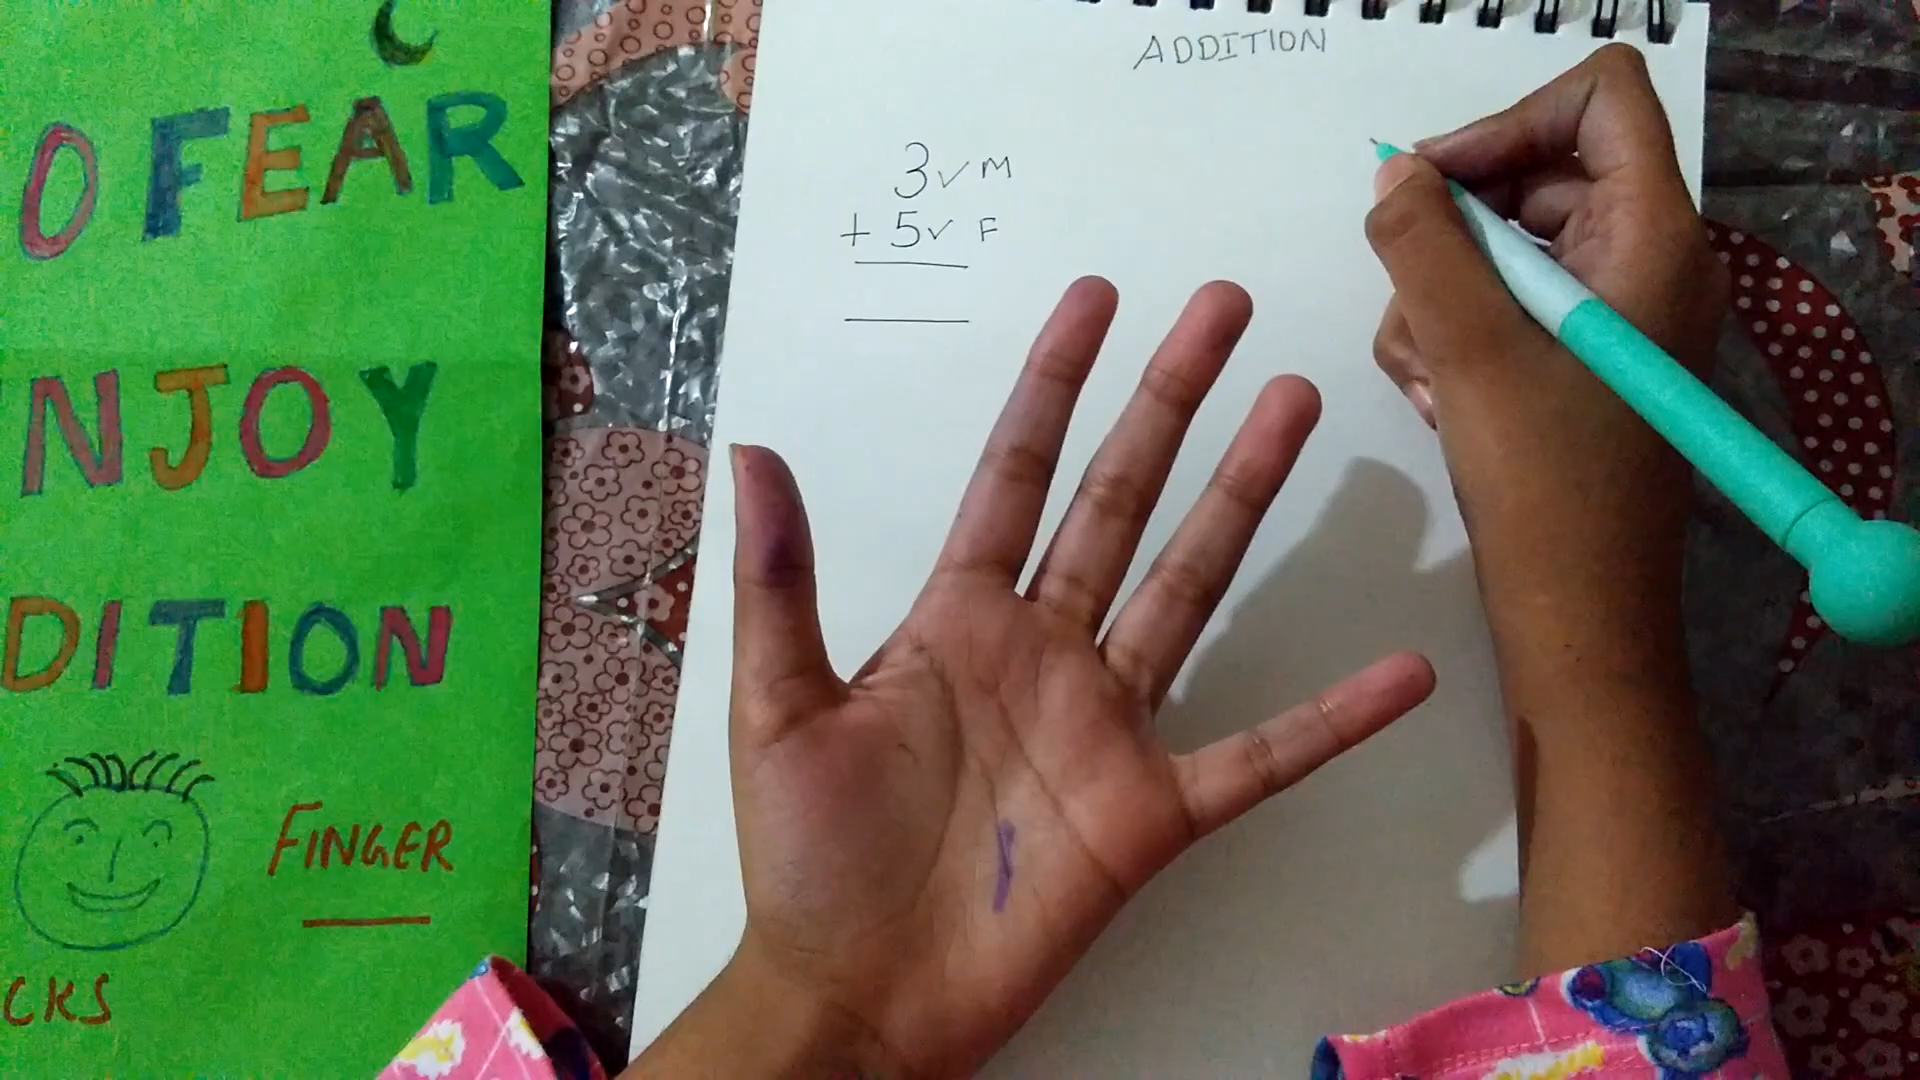 O FEAR
NJOY
DITION
FINGER
CKS
ADDITION
3✓ M
+ 5✓ F